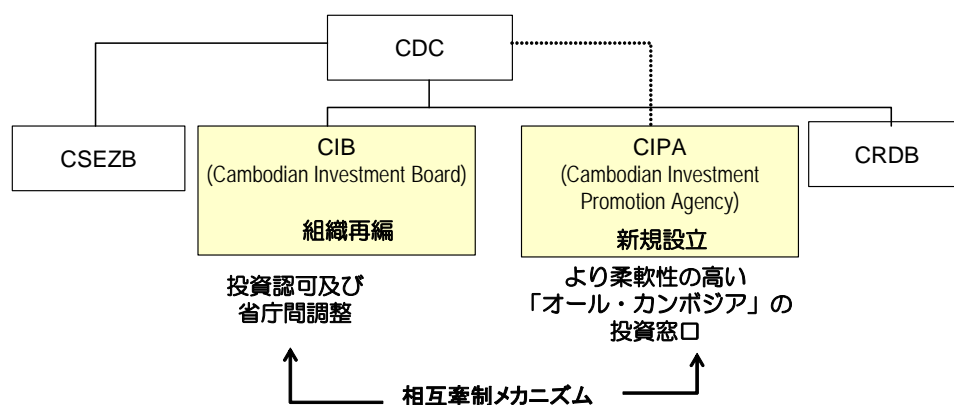 CDC
CSEZB
CIB
(Cambodian Investment Board)
組織再編
CIPA
(Cambodian Investment
Promotion Agency)
新規設立
CRDB
投資認可及び
省庁間調整
より柔軟性の高い
「オール・カンボジア」の
投資窓口
相互牽制メカニズム